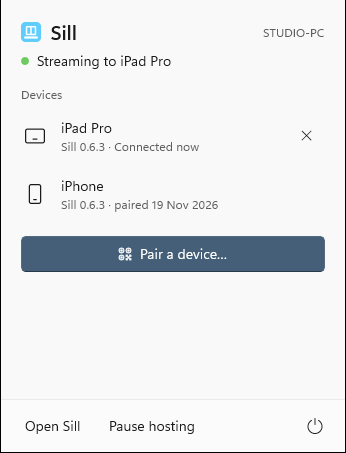 Sill
STUDIO-PC
Streaming to iPad Pro
Devices
iPad Pro
Sill 0.6.3 · Connected now
iPhone
Sill 0.6.3 · paired 19 Nov 2026
Pair a device...
Open Sill
Pause hosting